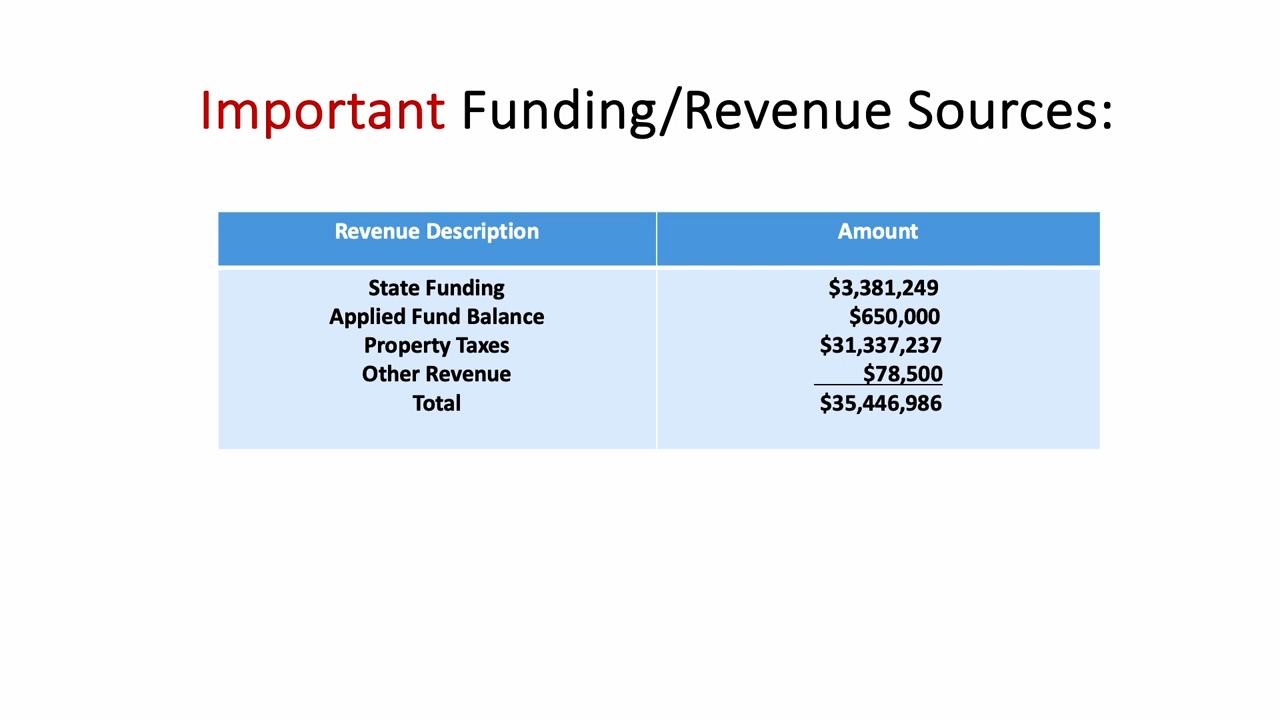 Important Funding/Revenue Sources:
Revenue Description Amount
State Funding $3,381,249
Applied Fund Balance $650,000
Property Taxes $31,337,237
Other Revenue $78,500
Total $35,446,986